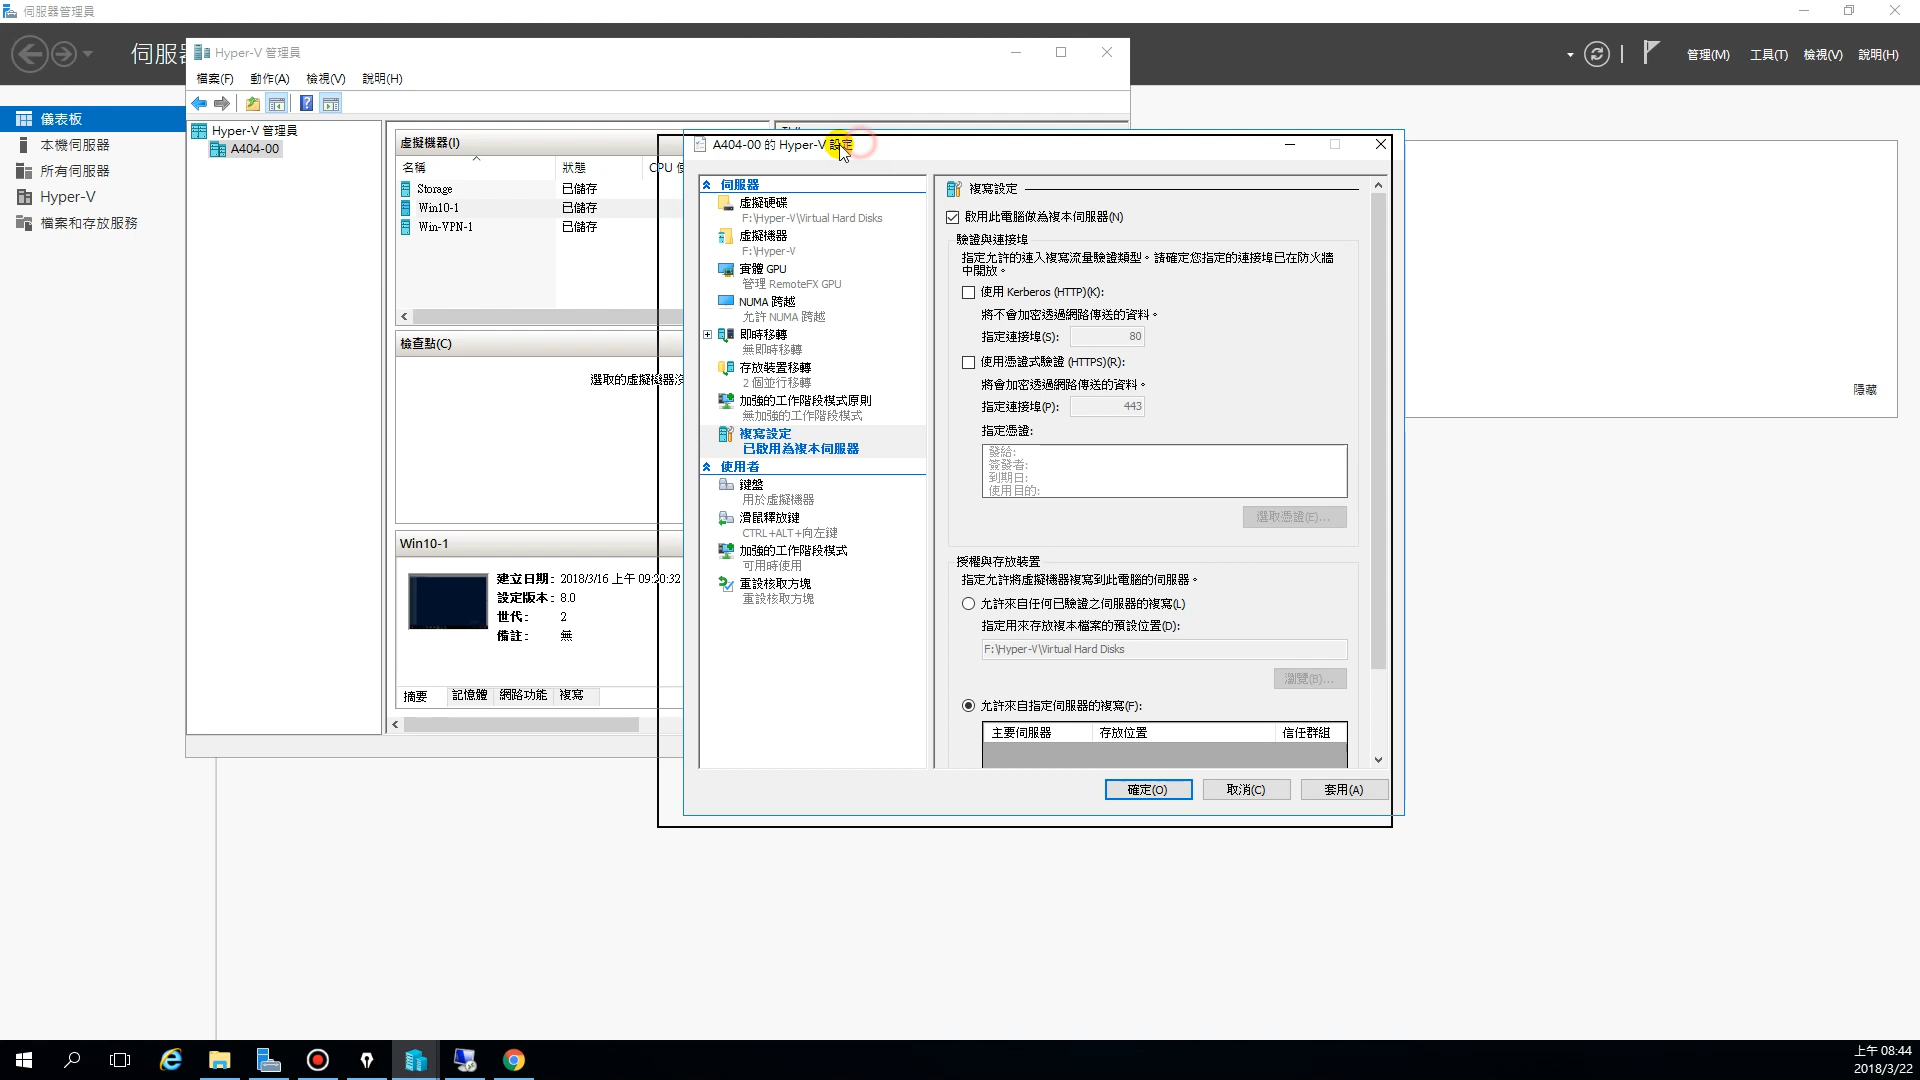 伺服器管理員
伺服器
管理(M) 工具(T) 檢視(V) 說明(H)
儀表板
本機伺服器
所有伺服器
Hyper-V
檔案和存放服務
隱藏
Hyper-V 管理員
檔案(F) 動作(A) 檢視(V) 說明(H)
Hyper-V 管理員
A404-00
虛擬機器(I)
名稱 狀態 CPU 使
Storage 已儲存
Win10-1 已儲存
Win-VPN-1 已儲存
檢查點(C)
選取的虛擬機器沒
Win10-1
建立日期: 2018/3/16 上午 09:20:32
設定版本: 8.0
世代: 2
備註: 無
摘要 記憶體 網路功能 複寫
A404-00 的 Hyper-V 設定
伺服器
虛擬硬碟
F:\Hyper-V\Virtual Hard Disks
虛擬機器
F:\Hyper-V
實體 GPU
管理 RemoteFX GPU
NUMA 跨越
允許 NUMA 跨越
即時移轉
無即時移轉
存放裝置移轉
2 個並行移轉
加強的工作階段模式原則
無加強的工作階段模式
複寫設定
已啟用為複本伺服器
使用者
鍵盤
用於虛擬機器
滑鼠釋放鍵
CTRL+ALT+向左鍵
加強的工作階段模式
可用時使用
重設核取方塊
重設核取方塊
複寫設定
啟用此電腦做為複本伺服器(N)
驗證與連接埠
指定允許的連入複寫流量驗證類型。請確定您指定的連接埠已在防火牆
中開放。
使用 Kerberos (HTTP)(K):
將不會加密透過網路傳送的資料。
指定連接埠(S): 80
使用憑證式驗證 (HTTPS)(R):
將會加密透過網路傳送的資料。
指定連接埠(P): 443
指定憑證:
發給:
簽發者:
到期日:
使用目的:
選取憑證(E)...
授權與存放裝置
指定允許將虛擬機器複寫到此電腦的伺服器。
允許來自任何已驗證之伺服器的複寫(L)
指定用來存放複本檔案的預設位置(D):
F:\Hyper-V\Virtual Hard Disks
瀏覽(B)...
允許來自指定伺服器的複寫(F):
主要伺服器 存放位置 信任群組
確定(O) 取消(C) 套用(A)
上午 08:44
2018/3/22